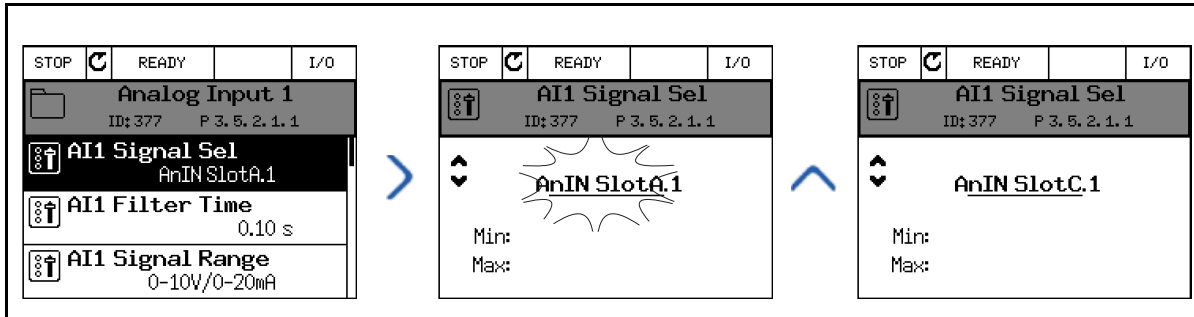 STOP READY I/O
Analog Input 1
ID:377 P3.5.2.1.1
AI1 Signal Sel
AnIN SlotA.1
AI1 Filter Time
0.10 s
AI1 Signal Range
0-10V/0-20mA
STOP READY I/O
AI1 Signal Sel
ID:377 P3.5.2.1.1
AnIN SlotA.1
Min:
Max:
STOP READY I/O
AI1 Signal Sel
ID:377 P3.5.2.1.1
AnIN SlotC.1
Min:
Max: